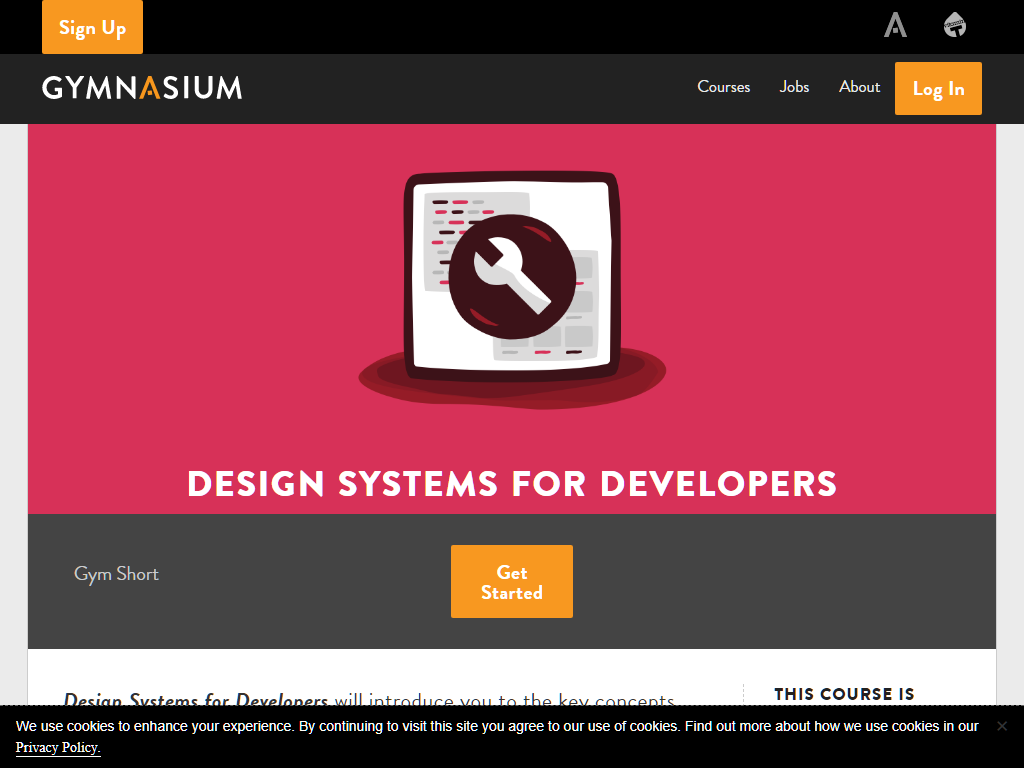 Sign Up
GYMNASIUM
Courses
Jobs
About
Log In
DESIGN SYSTEMS FOR DEVELOPERS
Gym Short
Get
Started
Design Systems for Developers will introduce you to the key concepts
THIS COURSE IS
We use cookies to enhance your experience. By continuing to visit this site you agree to our use of cookies. Find out more about how we use cookies in our
Privacy Policy.